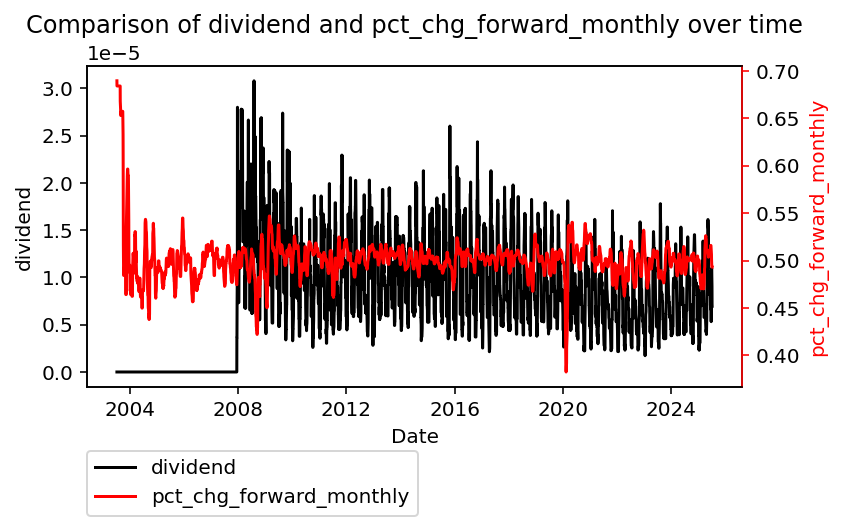 Comparison of dividend and pct_chg_forward_monthly over time
1e−5
3.0
2.5
2.0
1.5
1.0
0.5
0.0
dividend
0.70
0.65
0.60
0.55
0.50
0.45
0.40
pct_chg_forward_monthly
2004 2008 2012 2016 2020 2024
Date
dividend
pct_chg_forward_monthly